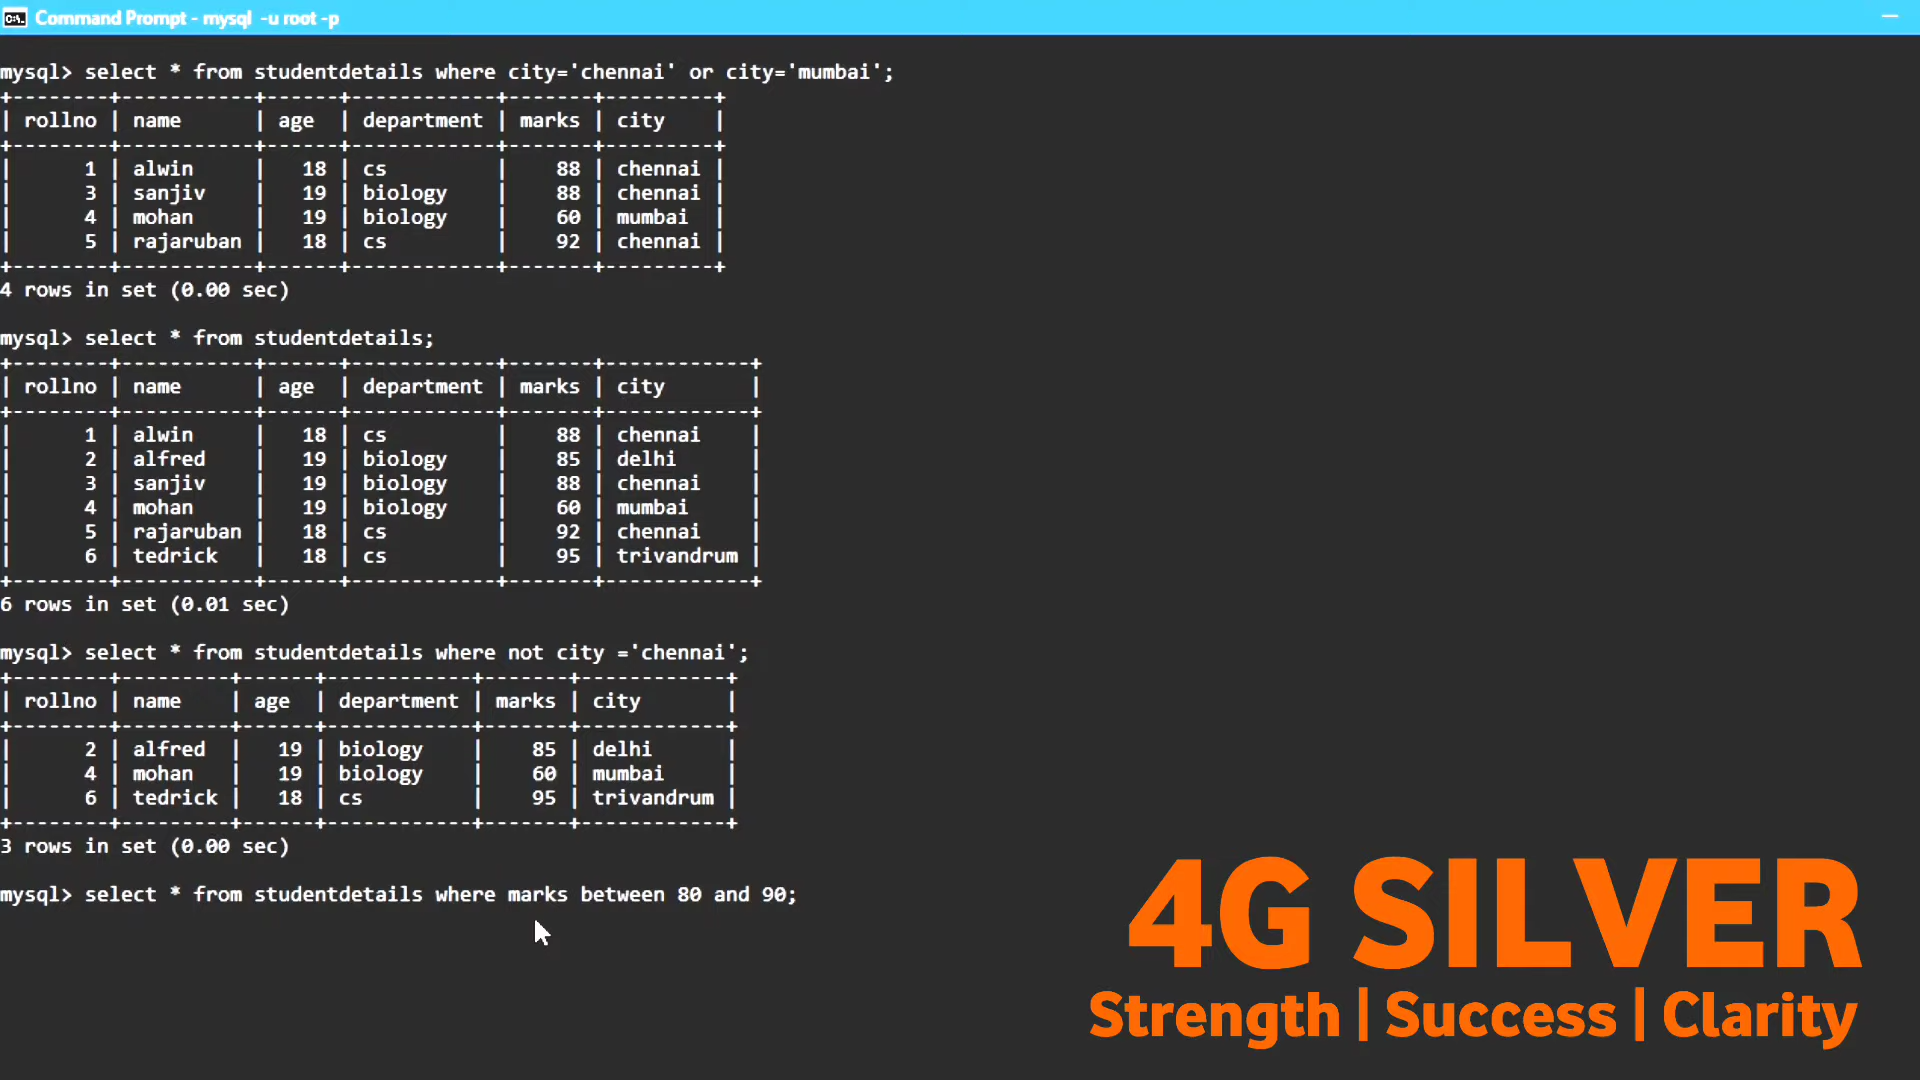 Command Prompt - mysql  -u root -p
mysql> select * from studentdetails where city='chennai' or city='mumbai';
+--------+-----------+------+------------+-------+---------+
| rollno | name      | age  | department | marks | city    |
+--------+-----------+------+------------+-------+---------+
|      1 | alwin     |   18 | cs         |    88 | chennai |
|      3 | sanjiv    |   19 | biology    |    88 | chennai |
|      4 | mohan     |   19 | biology    |    60 | mumbai  |
|      5 | rajaruban |   18 | cs         |    92 | chennai |
+--------+-----------+------+------------+-------+---------+
4 rows in set (0.00 sec)
mysql> select * from studentdetails;
+--------+-----------+------+------------+-------+------------+
| rollno | name      | age  | department | marks | city       |
+--------+-----------+------+------------+-------+------------+
|      1 | alwin     |   18 | cs         |    88 | chennai    |
|      2 | alfred    |   19 | biology    |    85 | delhi      |
|      3 | sanjiv    |   19 | biology    |    88 | chennai    |
|      4 | mohan     |   19 | biology    |    60 | mumbai     |
|      5 | rajaruban |   18 | cs         |    92 | chennai    |
|      6 | tedrick   |   18 | cs         |    95 | trivandrum |
+--------+-----------+------+------------+-------+------------+
6 rows in set (0.01 sec)
mysql> select * from studentdetails where not city ='chennai';
+--------+---------+------+------------+-------+------------+
| rollno | name    | age  | department | marks | city       |
+--------+---------+------+------------+-------+------------+
|      2 | alfred  |   19 | biology    |    85 | delhi      |
|      4 | mohan   |   19 | biology    |    60 | mumbai     |
|      6 | tedrick |   18 | cs         |    95 | trivandrum |
+--------+---------+------+------------+-------+------------+
3 rows in set (0.00 sec)
mysql> select * from studentdetails where marks between 80 and 90;
4G SILVER
Strength | Success | Clarity